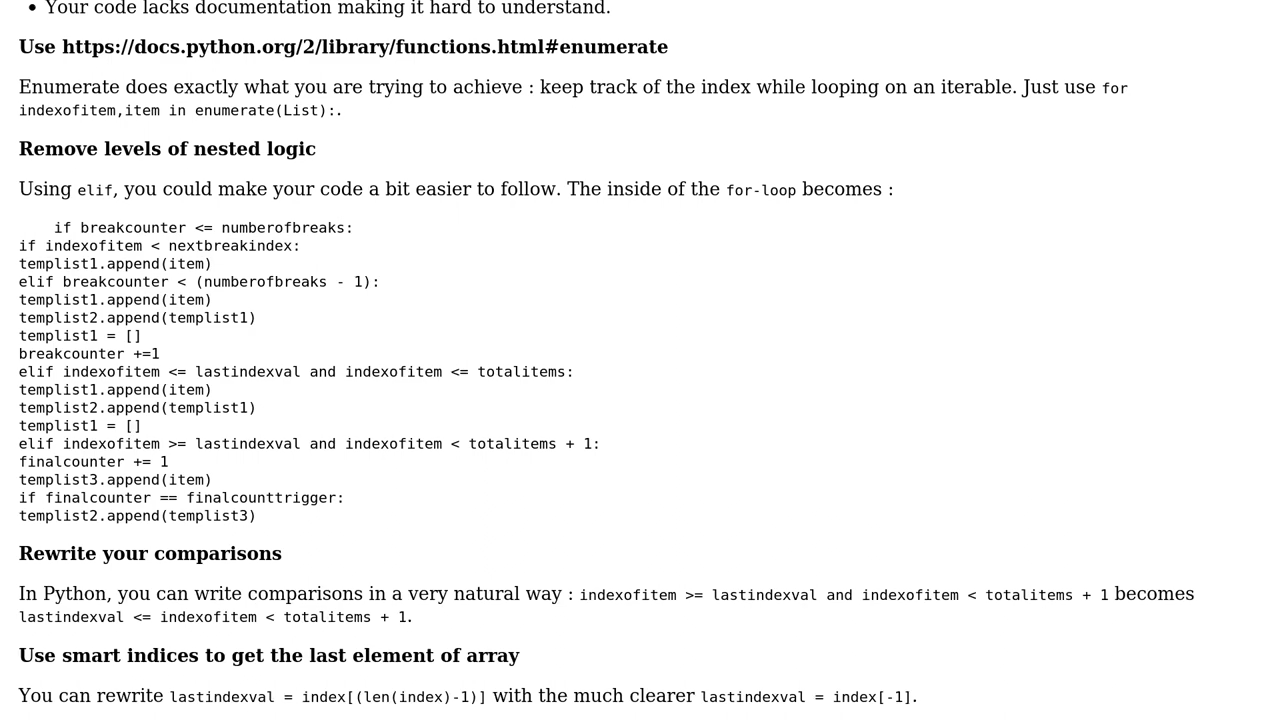 • Your code lacks documentation making it hard to understand.
Use https://docs.python.org/2/library/functions.html#enumerate
Enumerate does exactly what you are trying to achieve : keep track of the index while looping on an iterable. Just use for
indexofitem,item in enumerate(List):.
Remove levels of nested logic
Using elif, you could make your code a bit easier to follow. The inside of the for-loop becomes :
    if breakcounter <= numberofbreaks:
if indexofitem < nextbreakindex:
templist1.append(item)
elif breakcounter < (numberofbreaks - 1):
templist1.append(item)
templist2.append(templist1)
templist1 = []
breakcounter +=1
elif indexofitem <= lastindexval and indexofitem <= totalitems:
templist1.append(item)
templist2.append(templist1)
templist1 = []
elif indexofitem >= lastindexval and indexofitem < totalitems + 1:
finalcounter += 1
templist3.append(item)
if finalcounter == finalcounttrigger:
templist2.append(templist3)
Rewrite your comparisons
In Python, you can write comparisons in a very natural way : indexofitem >= lastindexval and indexofitem < totalitems + 1 becomes
lastindexval <= indexofitem < totalitems + 1.
Use smart indices to get the last element of array
You can rewrite lastindexval = index[(len(index)-1)] with the much clearer lastindexval = index[-1].